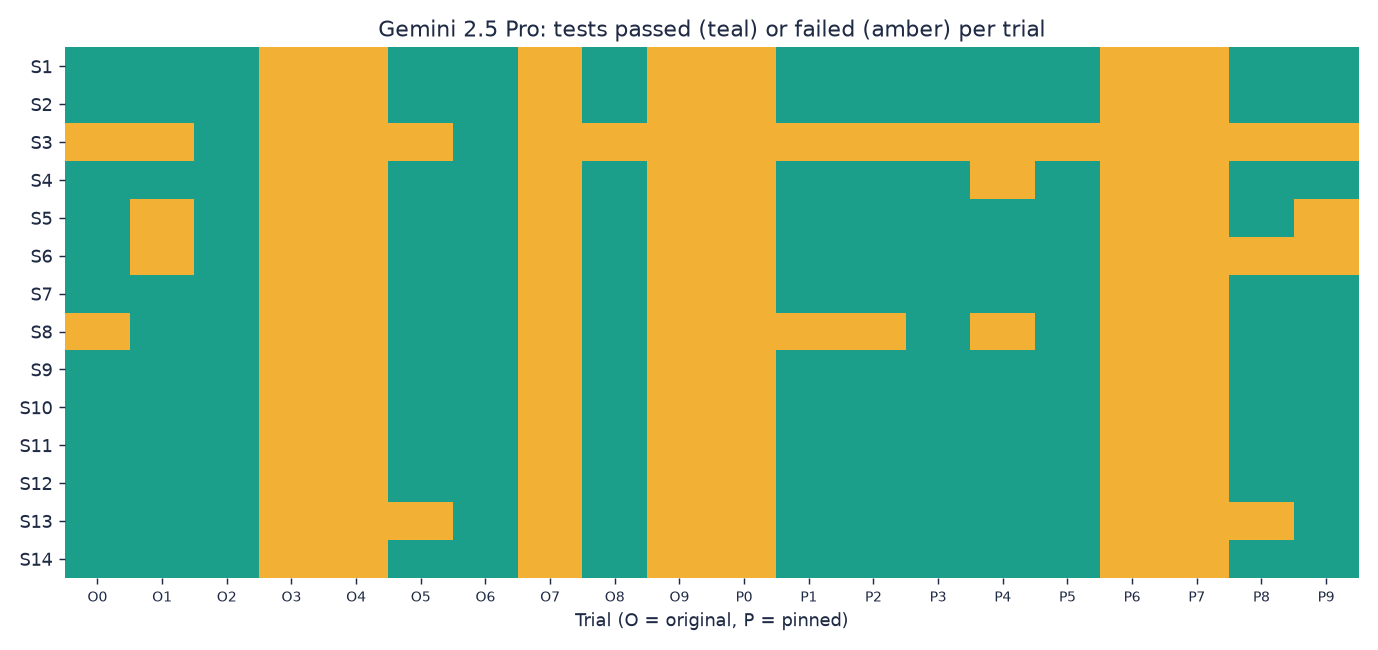 Gemini 2.5 Pro: tests passed (teal) or failed (amber) per trial
S1
S2
S3
S4
S5
S6
S7
S8
S9
S10
S11
S12
S13
S14
O0 O1 O2 O3 O4 O5 O6 O7 O8 O9 P0 P1 P2 P3 P4 P5 P6 P7 P8 P9
Trial (O = original, P = pinned)